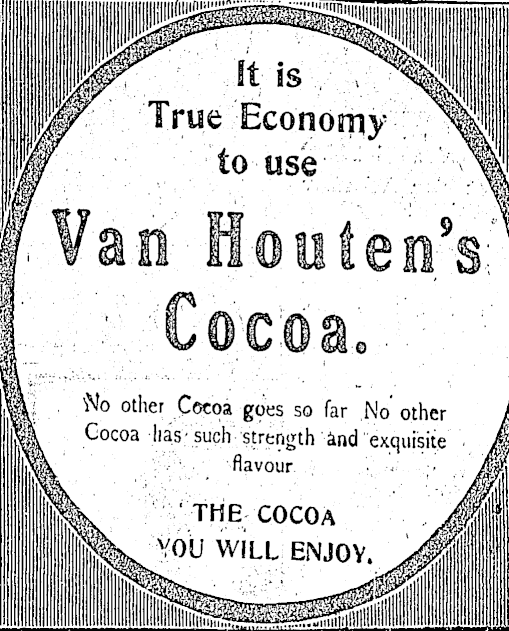 It is
True Economy
to use
Van Houten's
Cocoa.
No other Cocoa goes so far No other
Cocoa has such strength and exquisite
flavour
THE COCOA
YOU WILL ENJOY.